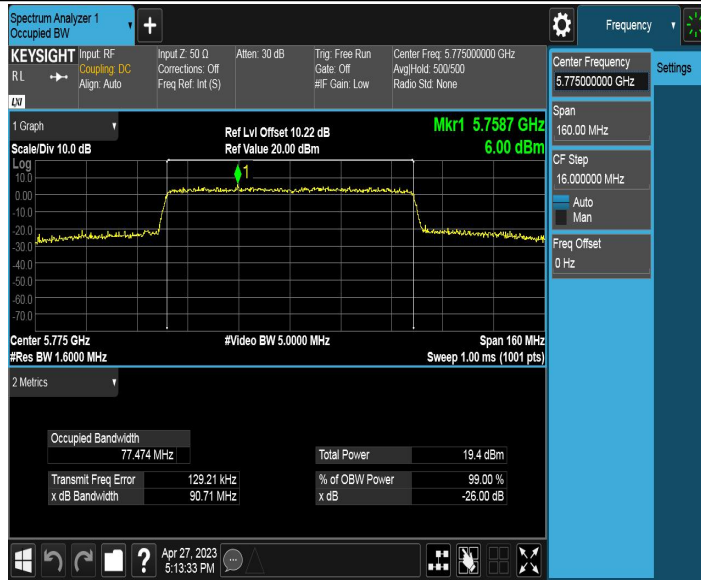 Spectrum Analyzer 1
Occupied BW
+
Frequency
KEYSIGHT
RL
LXI
Input: RF
Coupling: DC
Align: Auto
Input Z: 50 Ω
Corrections: Off
Freq Ref: Int (S)
Atten: 30 dB
Trig: Free Run
Gate: Off
#IF Gain: Low
Center Freq: 5.775000000 GHz
Avg|Hold: 500/500
Radio Std: None
Center Frequency
5.775000000 GHz
Settings
Span
160.00 MHz
CF Step
16.000000 MHz
Auto
Man
Freq Offset
0 Hz
1 Graph
Scale/Div 10.0 dB
Ref Lvl Offset 10.22 dB
Ref Value 20.00 dBm
Mkr1 5.7587 GHz
6.00 dBm
Log
1
10.0
0.00
-10.0
-20.0
-30.0
-40.0
-50.0
-60.0
-70.0
Center 5.775 GHz
#Res BW 1.6000 MHz
#Video BW 5.0000 MHz
Span 160 MHz
Sweep 1.00 ms (1001 pts)
2 Metrics
Occupied Bandwidth
77.474 MHz
Total Power 19.4 dBm
Transmit Freq Error 129.21 kHz
% of OBW Power 99.00 %
x dB Bandwidth 90.71 MHz
x dB -26.00 dB
?
Apr 27, 2023
5:13:33 PM